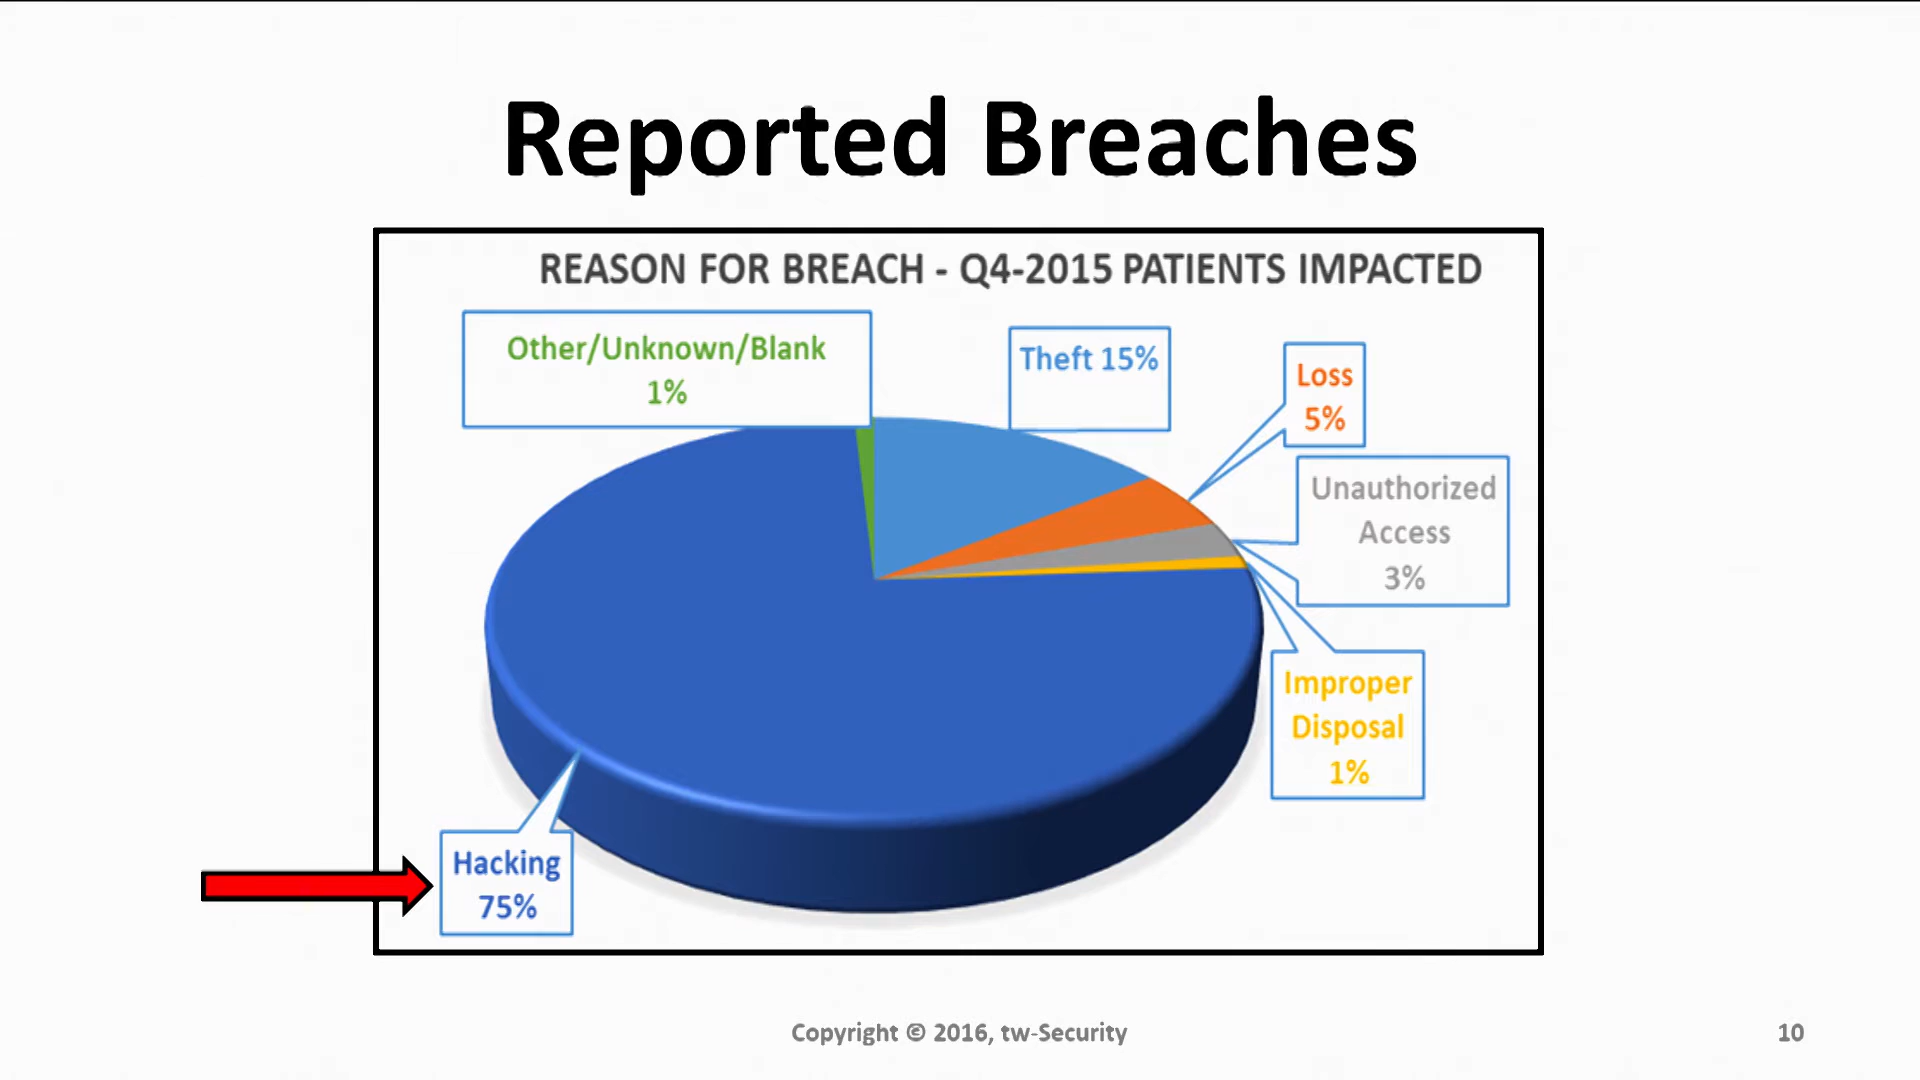 Reported Breaches
REASON FOR BREACH - Q4-2015 PATIENTS IMPACTED
Other/Unknown/Blank
1%
Theft 15%
Loss
5%
Unauthorized
Access
3%
Improper
Disposal
1%
Hacking
75%
Copyright © 2016, tw-Security
10